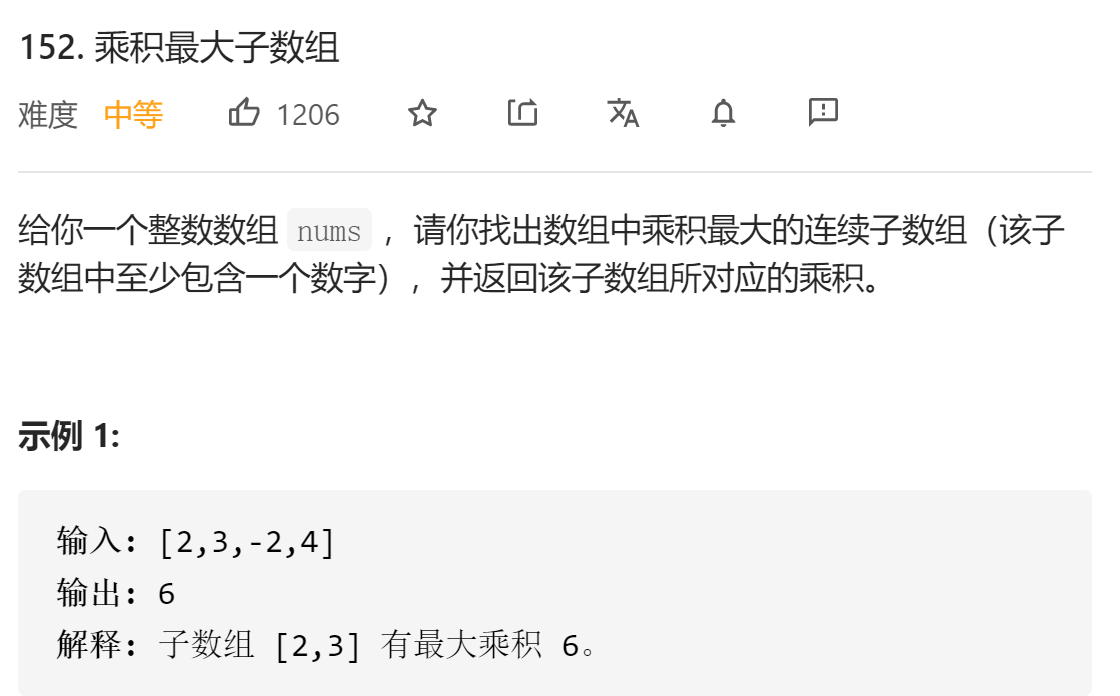 152. 乘积最大子数组
难度 中等 1206
给你一个整数数组 nums ，请你找出数组中乘积最大的连续子数组（该子
数组中至少包含一个数字），并返回该子数组所对应的乘积。
示例 1:
输入: [2,3,-2,4]
输出: 6
解释: 子数组 [2,3] 有最大乘积 6。